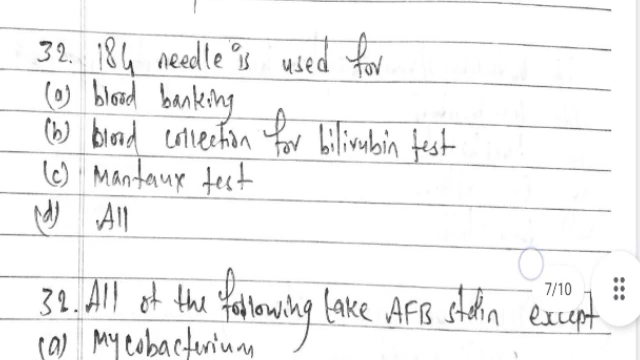 32. 18G needle is used for
(a) blood banking
(b) blood collection for bilirubin test
(c) Mantaux test
(d) All
7/10
32. All of the following take AFB stain except
(a) Mycobacterium